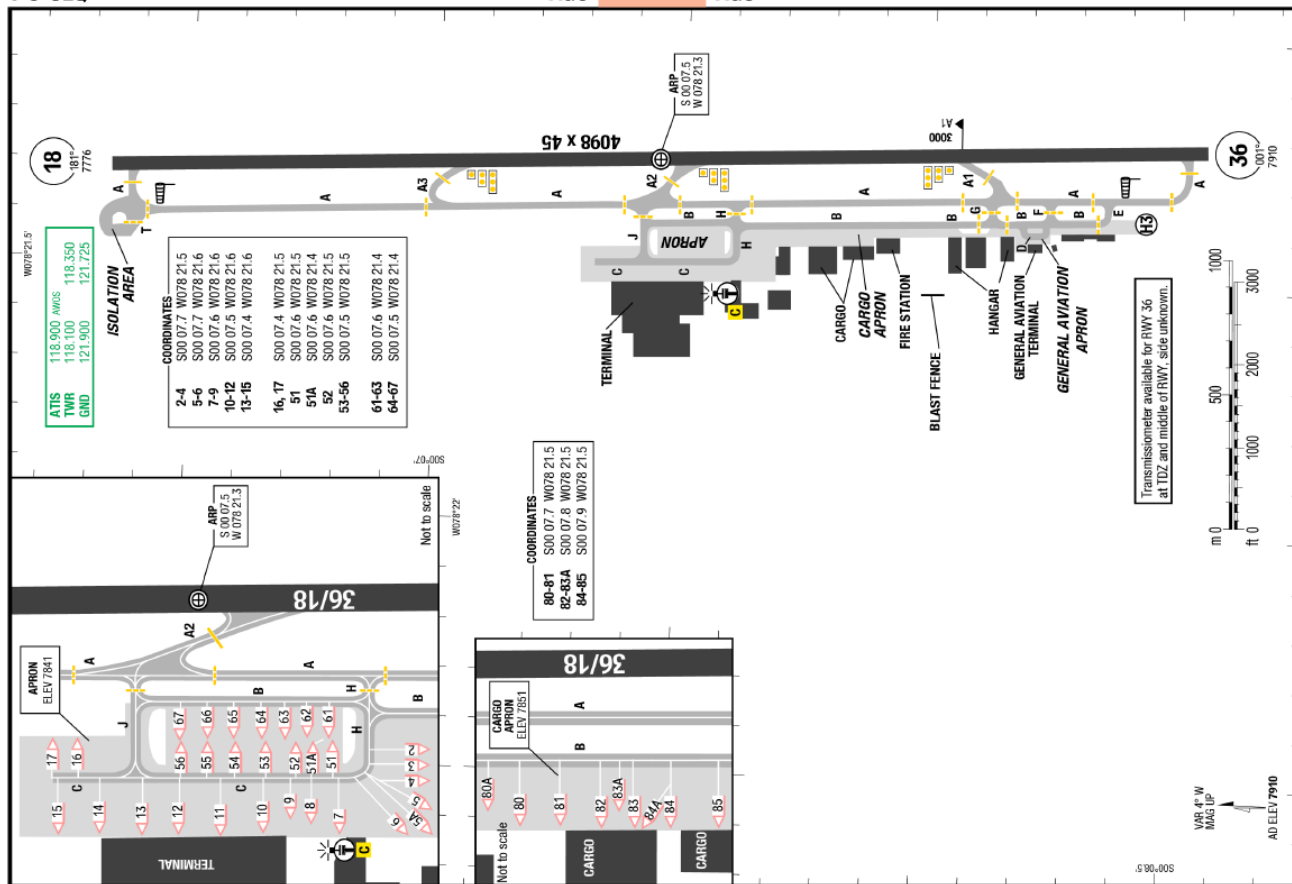 18
181°
7776
ATIS 118.900 AWOS 118.350
TWR 118.100
GND 121.900 121.725
W078°21.5'
ISOLATION
AREA
T
A
A
A3
4098 x 45
ARP
S 00 07.5
W 078 21.3
A
A2
B
H
J
APRON
C
C
H
A
B
3000
A1
A1
G
B
B
F
B
A
E
A
D
H3
36
001°
7910
COORDINATES
2-4 S00 07.7 W078 21.5
5-6 S00 07.7 W078 21.6
7-9 S00 07.6 W078 21.6
10-12 S00 07.5 W078 21.6
13-15 S00 07.4 W078 21.6
16, 17 S00 07.4 W078 21.5
51 S00 07.6 W078 21.5
51A S00 07.6 W078 21.4
52 S00 07.6 W078 21.5
53-56 S00 07.5 W078 21.5
61-63 S00 07.6 W078 21.4
64-67 S00 07.5 W078 21.4
TERMINAL
C
CARGO
CARGO
APRON
FIRE STATION
BLAST FENCE
HANGAR
GENERAL AVIATION
TERMINAL
GENERAL AVIATION
APRON
Transmissiometer available for RWY 36
at TDZ and middle of RWY, side unknown.
m 0 500 1000
ft 0 1000 2000 3000
S00°07'
W078°22'
ARP
S 00 07.5
W 078 21.3
Not to scale
36/18
A2
A
A
APRON
ELEV 7841
J
B
H
B
H
67
66
65
64
63
62
61
56
55
54
53
52
51A
51
17
16
C
C
15
14
13
12
11
10
9
8
7
6
5A
5
4
3
2
TERMINAL
C
COORDINATES
80-81 S00 07.7 W078 21.5
82-83A S00 07.8 W078 21.5
84-85 S00 07.9 W078 21.5
36/18
CARGO
APRON
ELEV 7851
A
B
80A
80
81
82
83A
83
84A
84
85
Not to scale
CARGO
CARGO
VAR 4° W
MAG UP
AD ELEV 7910
S00°08.5'